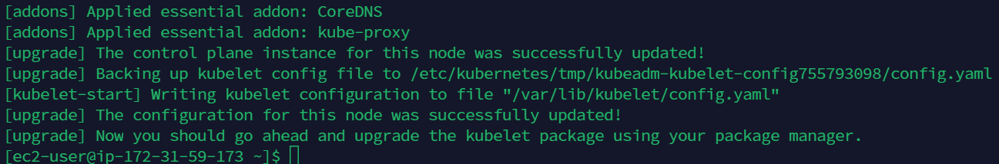 [addons] Applied essential addon: CoreDNS
[addons] Applied essential addon: kube-proxy
[upgrade] The control plane instance for this node was successfully updated!
[upgrade] Backing up kubelet config file to /etc/kubernetes/tmp/kubeadm-kubelet-config755793098/config.yaml
[kubelet-start] Writing kubelet configuration to file "/var/lib/kubelet/config.yaml"
[upgrade] The configuration for this node was successfully updated!
[upgrade] Now you should go ahead and upgrade the kubelet package using your package manager.
[ec2-user@ip-172-31-59-173 ~]$